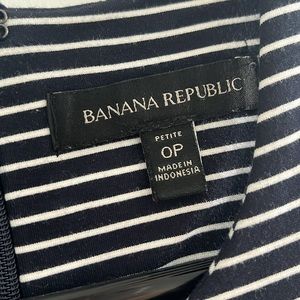 BANANA REPUBLIC
PETITE
0P
MADE IN
INDONESIA